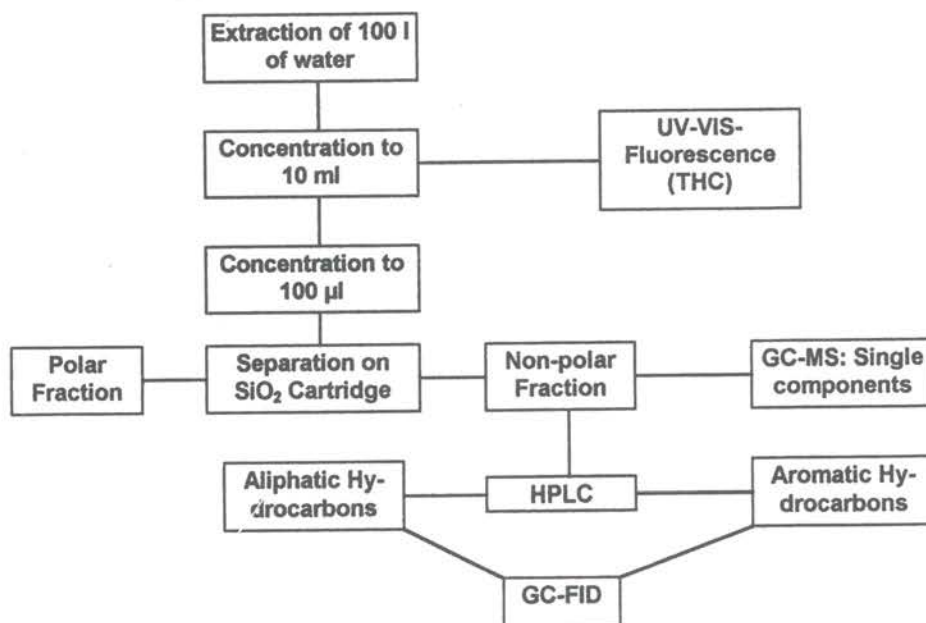 Extraction of 100 l
of water
Concentration to
10 ml
UV-VIS-
Fluorescence
(THC)
Concentration to
100 µl
Polar
Fraction
Separation on
SiO₂ Cartridge
Non-polar
Fraction
GC-MS: Single
components
Aliphatic Hy-
drocarbons
HPLC
Aromatic Hy-
drocarbons
GC-FID